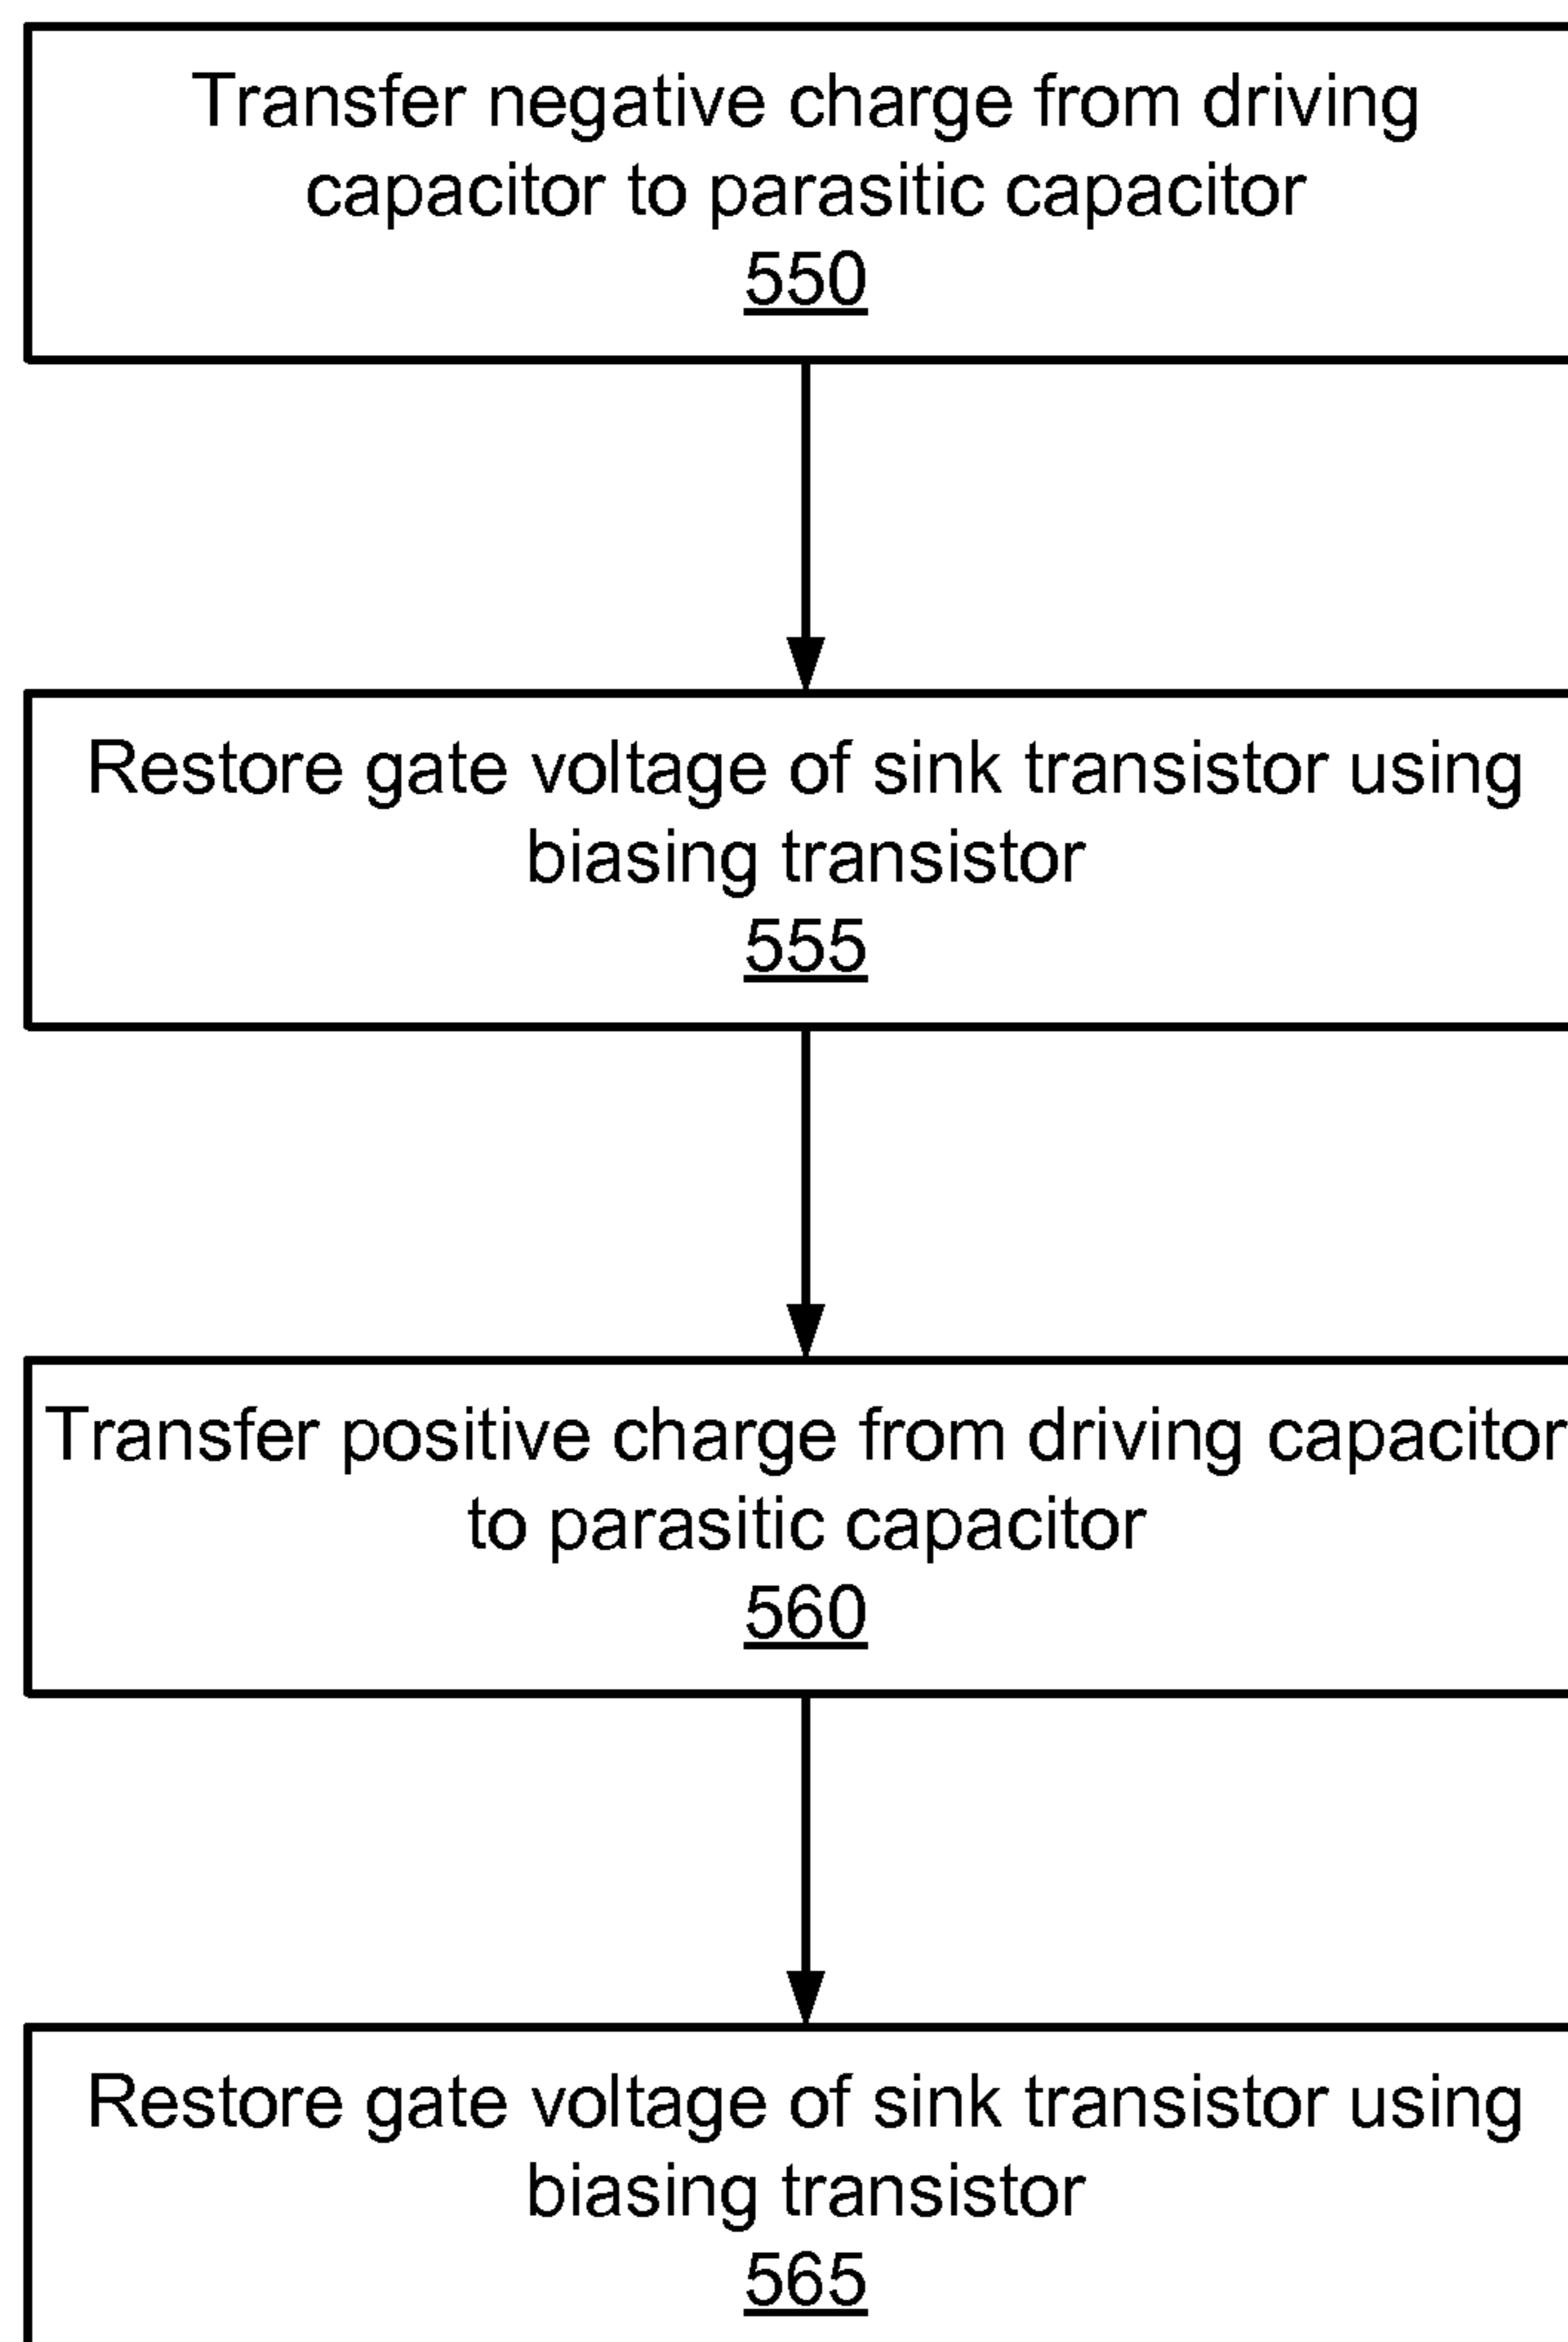 Transfer negative charge from driving
capacitor to parasitic capacitor
550
Restore gate voltage of sink transistor using
biasing transistor
555
Transfer positive charge from driving capacitor
to parasitic capacitor
560
Restore gate voltage of sink transistor using
biasing transistor
565